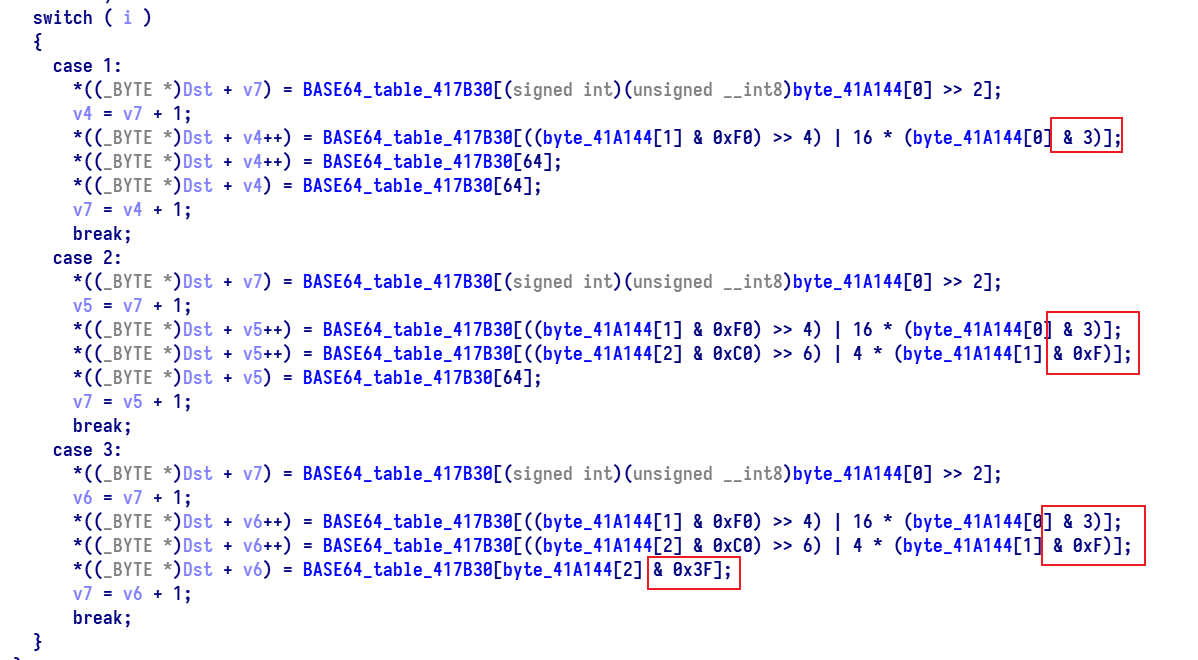 switch ( i )
{
case 1:
*((_BYTE *)Dst + v7) = BASE64_table_417B30[(signed int)(unsigned __int8)byte_41A144[0] >> 2];
v4 = v7 + 1;
*((_BYTE *)Dst + v4++) = BASE64_table_417B30[((byte_41A144[1] & 0xF0) >> 4) | 16 * (byte_41A144[0] & 3)];
*((_BYTE *)Dst + v4++) = BASE64_table_417B30[64];
*((_BYTE *)Dst + v4) = BASE64_table_417B30[64];
v7 = v4 + 1;
break;
case 2:
*((_BYTE *)Dst + v7) = BASE64_table_417B30[(signed int)(unsigned __int8)byte_41A144[0] >> 2];
v5 = v7 + 1;
*((_BYTE *)Dst + v5++) = BASE64_table_417B30[((byte_41A144[1] & 0xF0) >> 4) | 16 * (byte_41A144[0] & 3)];
*((_BYTE *)Dst + v5++) = BASE64_table_417B30[((byte_41A144[2] & 0xC0) >> 6) | 4 * (byte_41A144[1] & 0xF)];
*((_BYTE *)Dst + v5) = BASE64_table_417B30[64];
v7 = v5 + 1;
break;
case 3:
*((_BYTE *)Dst + v7) = BASE64_table_417B30[(signed int)(unsigned __int8)byte_41A144[0] >> 2];
v6 = v7 + 1;
*((_BYTE *)Dst + v6++) = BASE64_table_417B30[((byte_41A144[1] & 0xF0) >> 4) | 16 * (byte_41A144[0] & 3)];
*((_BYTE *)Dst + v6++) = BASE64_table_417B30[((byte_41A144[2] & 0xC0) >> 6) | 4 * (byte_41A144[1] & 0xF)];
*((_BYTE *)Dst + v6) = BASE64_table_417B30[byte_41A144[2] & 0x3F];
v7 = v6 + 1;
break;
}